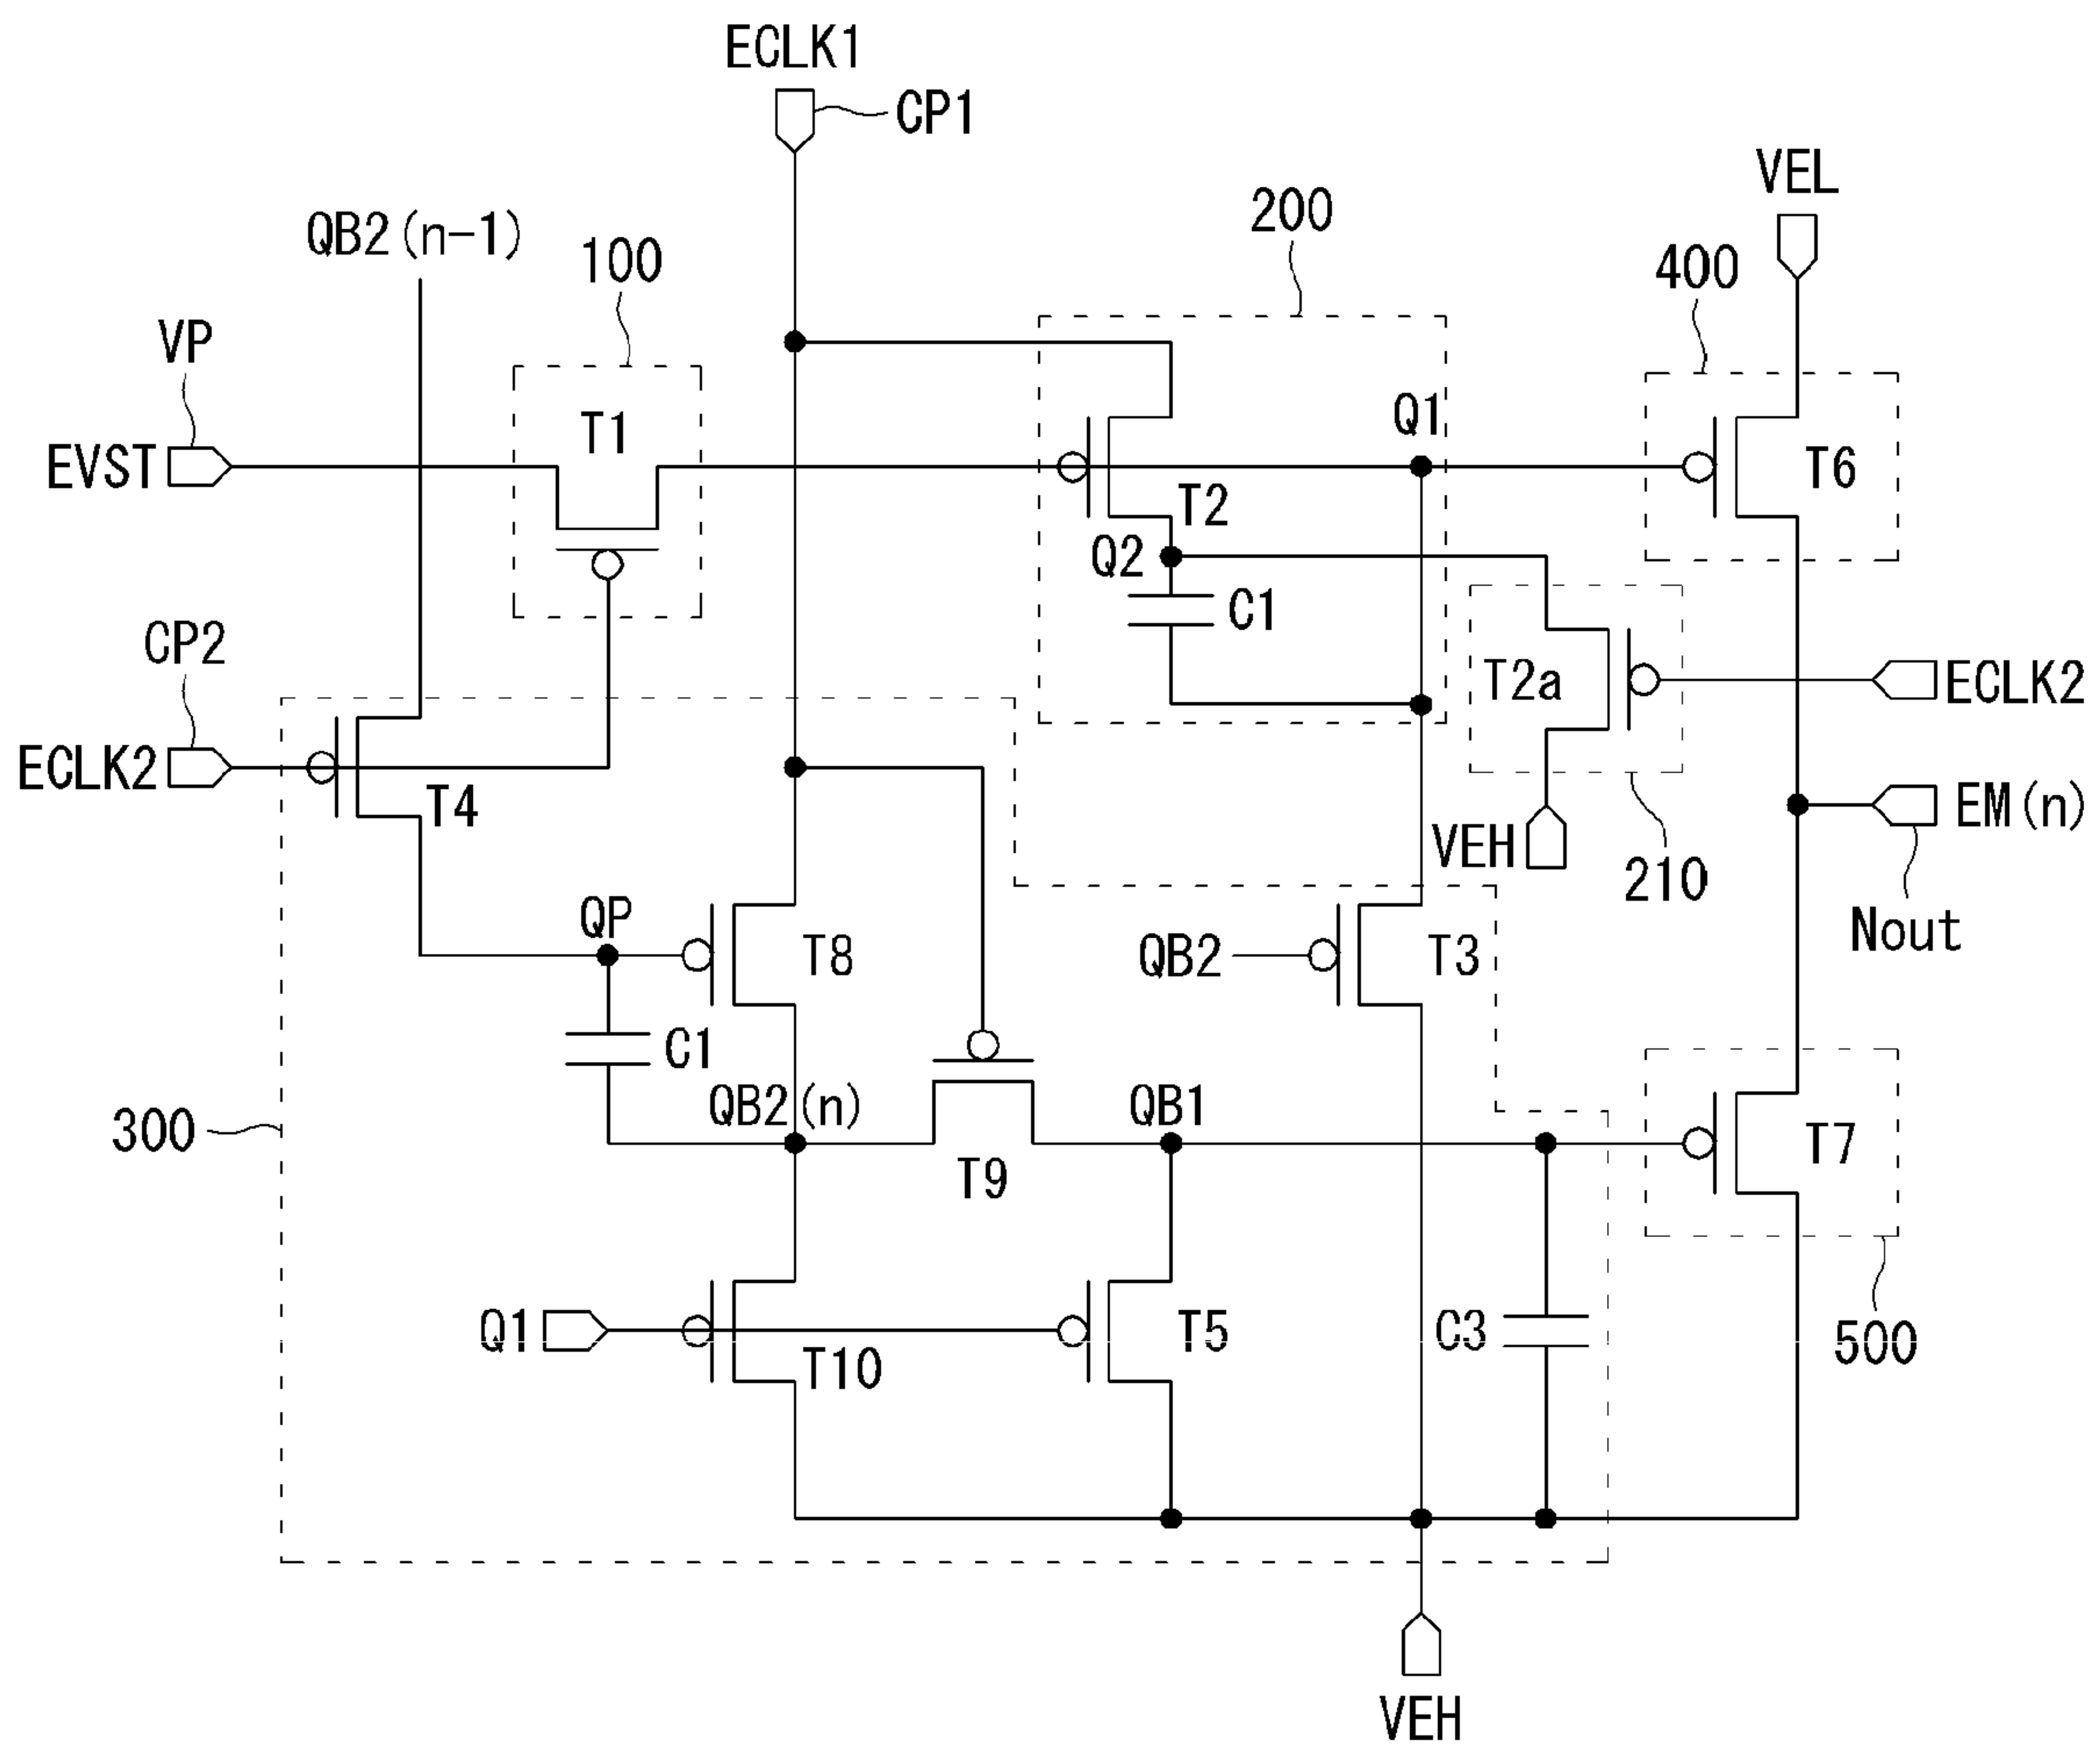 ECLK1
CP1
VEL
200
QB2(n-1)
100
400
VP
T1
Q1
EVST
T6
T2
Q2
C1
CP2
T2a
ECLK2
ECLK2
T4
EM(n)
VEH
210
QP
Nout
T8
QB2
T3
C1
QB2(n)
QB1
300
T7
T9
Q1
T5
C3
500
T10
VEH